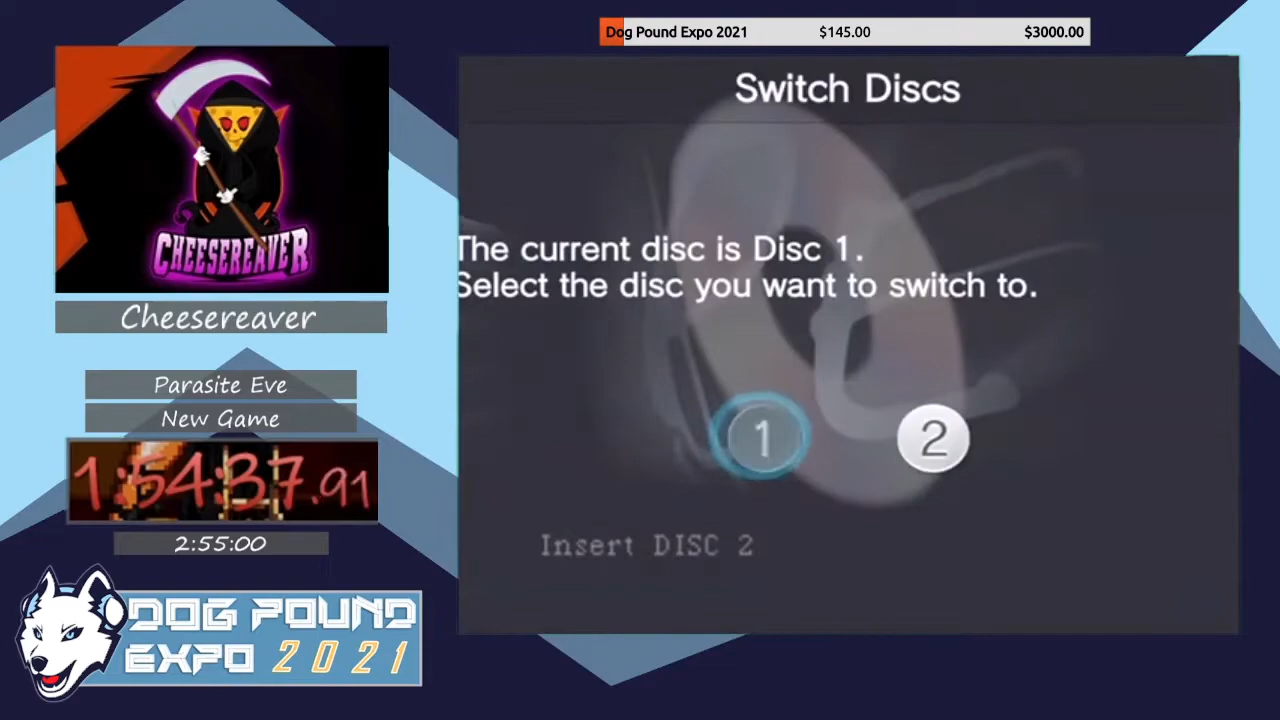 Dog Pound Expo 2021 $145.00 $3000.00
Switch Discs
The current disc is Disc 1.
Select the disc you want to switch to.
1 2
Insert DISC 2
CHEESEREAVER
Cheesereaver
Parasite Eve
New Game
1:54:37.91
2:55:00
DOG POUND
EXPO 2021